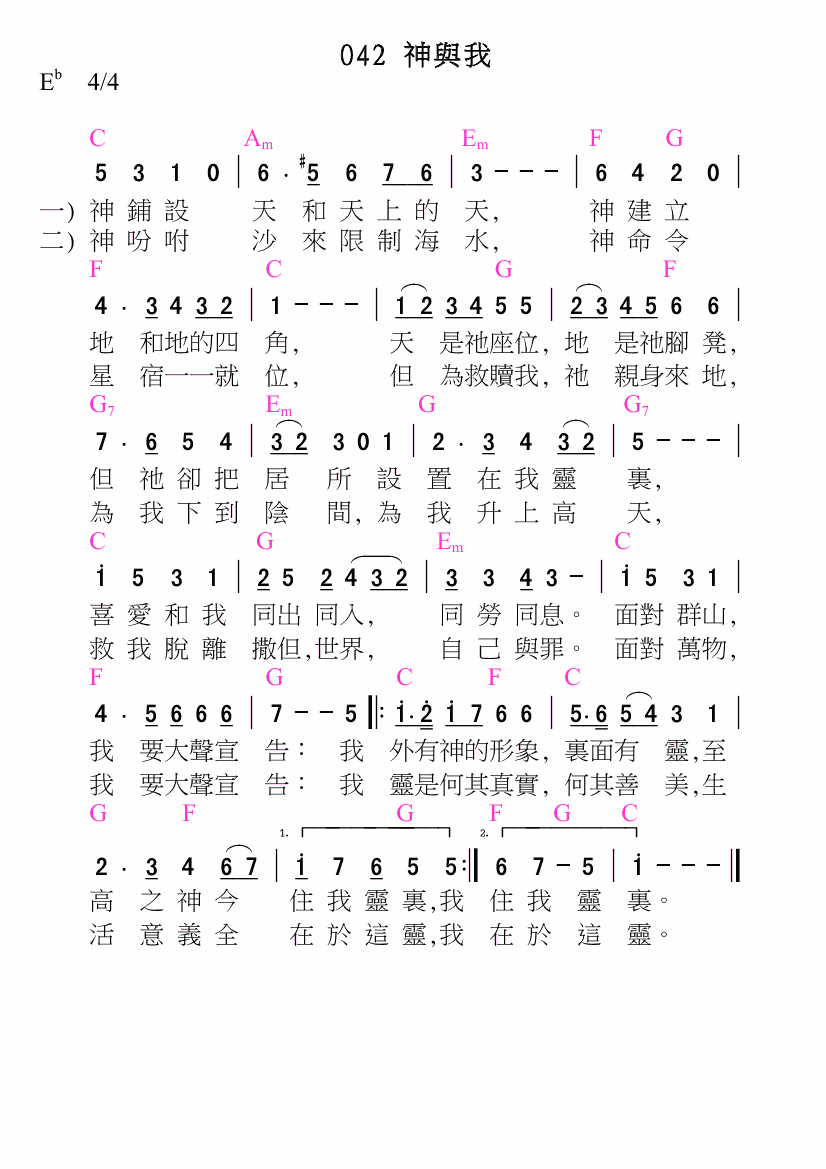 042 神與我
E♭ 4/4
C Am Em F G
5 3 1 0 | 6 · #5 6 7 6 | 3 - - - | 6 4 2 0 |
一) 神 鋪 設 天 和 天 上 的 天, 神 建 立
二) 神 吩 咐 沙 來 限 制 海 水, 神 命 令
F C G F
4 · 3 4 3 2 | 1 - - - | 1 2 3 4 5 5 | 2 3 4 5 6 6 |
地 和地的四 角, 天 是祂座位, 地 是祂腳 凳,
星 宿一一就 位, 但 為救贖我, 祂 親身來 地,
G7 Em G G7
7 · 6 5 4 | 3 2 3 0 1 | 2 · 3 4 3 2 | 5 - - - |
但 祂 卻 把 居 所 設 置 在 我 靈 裏,
為 我 下 到 陰 間, 為 我 升 上 高 天,
C G Em C
i 5 3 1 | 2 5 2 4 3 2 | 3 3 4 3 - | i 5 3 1 |
喜 愛 和 我 同出 同入, 同 勞 同息。 面對 群山,
救 我 脫 離 撒但,世界, 自 己 與罪。 面對 萬物,
F G C F C
4 · 5 6 6 6 | 7 - - 5 ‖: i · 2̇ i 7 6 6 | 5 · 6 5 4 3 1 |
我 要大聲宣 告： 我 外有神的形象, 裏面有 靈,至
我 要大聲宣 告： 我 靈是何其真實, 何其善 美,生
G F G F G C
1. 2.
2 · 3 4 6 7 | i 7 6 5 5 :‖ 6 7 - 5 | i - - - ‖
高 之 神 今 住 我 靈 裏,我 住 我 靈 裏。
活 意 義 全 在 於 這 靈,我 在 於 這 靈。